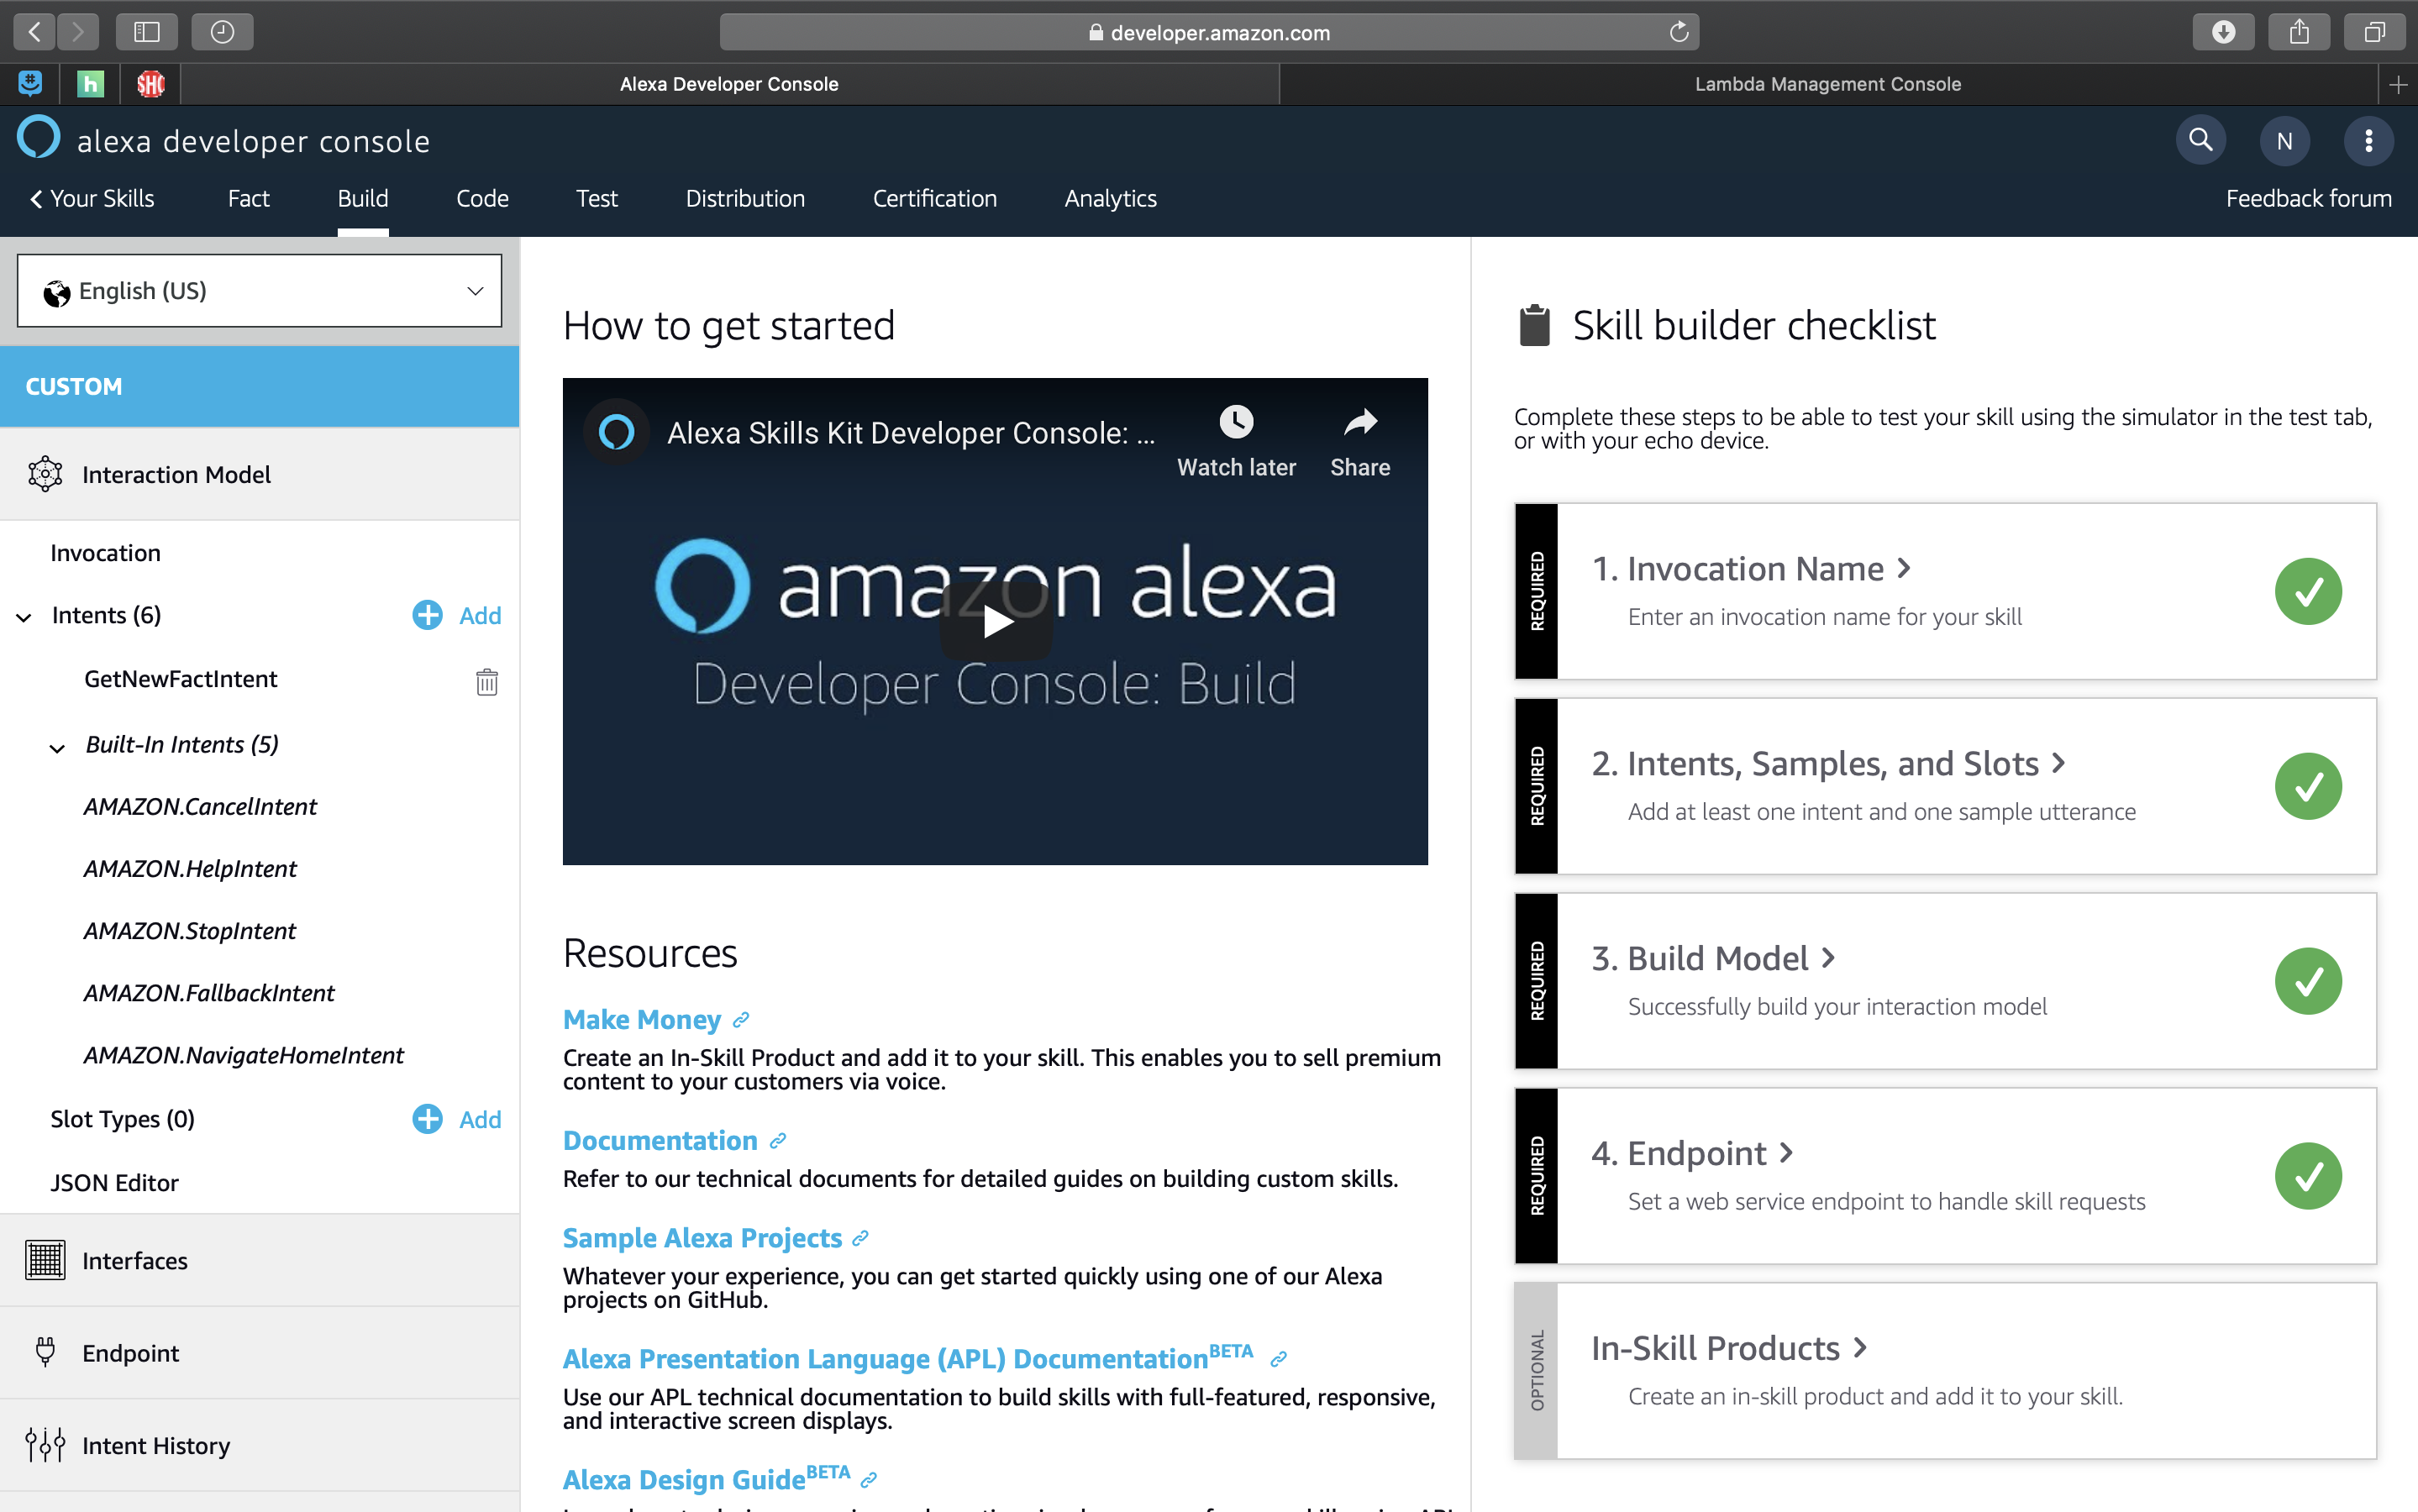 developer.amazon.com
h
SHC
Alexa Developer Console
Lambda Management Console
alexa developer console
N
Your Skills
Fact
Build
Code
Test
Distribution
Certification
Analytics
Feedback forum
English (US)
CUSTOM
Interaction Model
Invocation
Intents (6)
Add
GetNewFactIntent
Built-In Intents (5)
AMAZON.CancelIntent
AMAZON.HelpIntent
AMAZON.StopIntent
AMAZON.FallbackIntent
AMAZON.NavigateHomeIntent
Slot Types (0)
Add
JSON Editor
Interfaces
Endpoint
Intent History
How to get started
Alexa Skills Kit Developer Console: ...
Watch later
Share
amazon alexa
Developer Console: Build
Resources
Make Money
Create an In-Skill Product and add it to your skill. This enables you to sell premium
content to your customers via voice.
Documentation
Refer to our technical documents for detailed guides on building custom skills.
Sample Alexa Projects
Whatever your experience, you can get started quickly using one of our Alexa
projects on GitHub.
Alexa Presentation Language (APL) Documentation BETA
Use our APL technical documentation to build skills with full-featured, responsive,
and interactive screen displays.
Alexa Design Guide BETA
Skill builder checklist
Complete these steps to be able to test your skill using the simulator in the test tab,
or with your echo device.
REQUIRED
1. Invocation Name
Enter an invocation name for your skill
REQUIRED
2. Intents, Samples, and Slots
Add at least one intent and one sample utterance
REQUIRED
3. Build Model
Successfully build your interaction model
REQUIRED
4. Endpoint
Set a web service endpoint to handle skill requests
OPTIONAL
In-Skill Products
Create an in-skill product and add it to your skill.